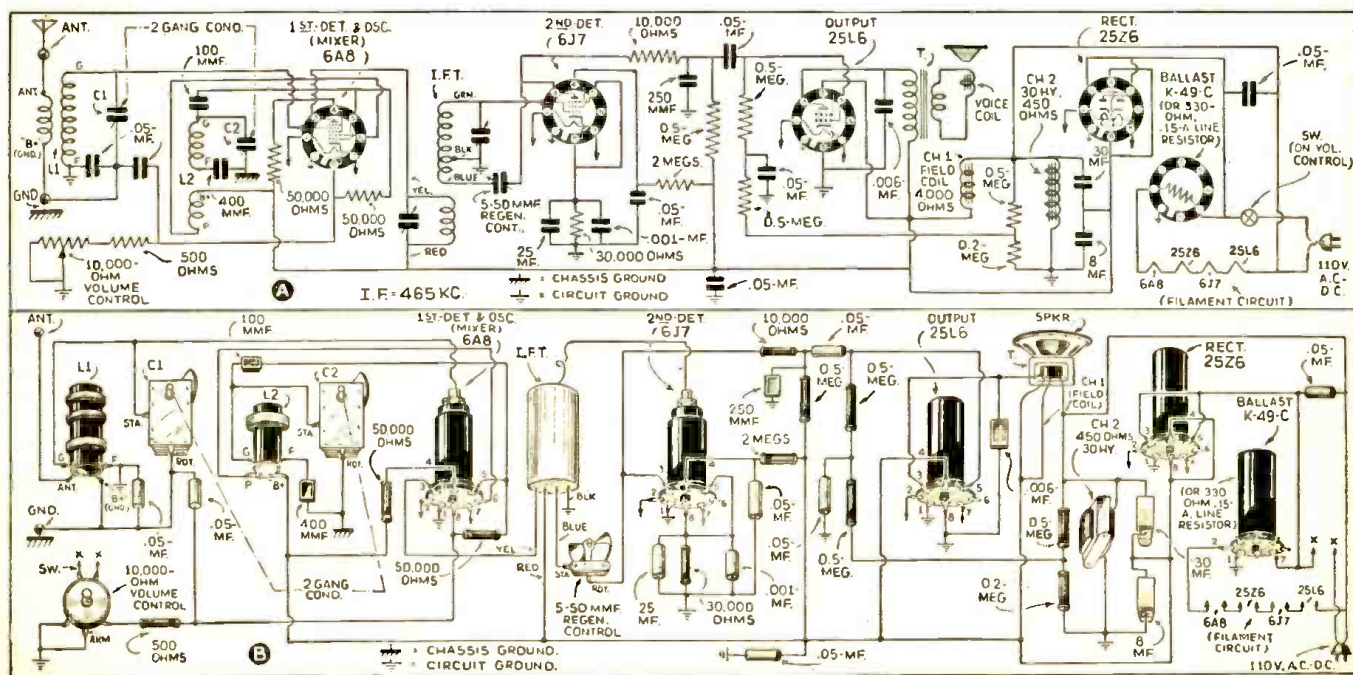 ANT.
2 GANG COND.
100 MMF.
1ST-DET. & OSC.
(MIXER)
6A8
G
ANT.
C1
.05-MF.
G
C2
"B+"
(GND.)
F
L1
F
L2
B+
P
400 MMF.
GND
50,000 OHMS
50,000 OHMS
10,000-OHM VOLUME CONTROL
500 OHMS
A
I.F.=465 KC.
I.F.T.
GRN.
BLK
BLUE
YEL.
RED
5-50 MMF. REGEN. CONT.
2ND-DET.
6J7
10,000 OHMS
.05-MF.
250 MMF.
0.5-MEG.
0.5-MEG.
2 MEGS.
.05-MF.
.05-MF.
0.5-MEG.
25 MF.
30,000 OHMS
.001-MF.
.05-MF.
= CHASSIS GROUND
= CIRCUIT GROUND
OUTPUT
25L6
T.
VOICE COIL
.006-MF.
CH 1
FIELD COIL
4,000 OHMS
CH 2
30 HY.
450 OHMS
RECT.
25Z6
0.5-MEG
0.2-MEG
30 MF.
8 MF.
BALLAST
K-49-C
(OR 330-OHM, .15-A LINE RESISTOR)
.05-MF.
SW.
(ON VOL. CONTROL)
6A8
25Z6
6J7
25L6
(FILAMENT CIRCUIT)
110V. A.C.-D.C.
ANT.
100 MMF.
1ST-DET. & OSC.
(MIXER)
6A8
L1
C1
L2
C2
STA.
ROT.
STA.
ROT.
G
F
ANT.
B+
(GND)
G
F
P
B+
GND.
.05-MF.
.05-MF.
400 MMF
50,000 OHMS
50,000 OHMS
SW.
X X
10,000-OHM VOLUME CONTROL
ARM
500 OHMS
2 GANG COND.
B
= CHASSIS GROUND.
= CIRCUIT GROUND.
I.F.T.
YEL
RED
BLUE
BLK
STA
ROT.
5-50 MMF. REGEN. CONTROL
2ND-DET.
6J7
10,000 OHMS
.05-MF.
250 MMF
0.5-MEG.
0.5-MEG.
2 MEGS
.05-MF.
0.5-MEG.
25 MF.
30,000 OHMS
.001-MF.
.05-MF.
OUTPUT
25L6
SPKR.
T.
CH 1
(FIELD COIL)
CH 2
450 OHMS
30 HY.
.006-MF.
0.5-MEG
0.2-MEG
30 MF.
8 MF.
RECT.
25Z6
BALLAST
K-49-C
(OR 330 OHM .15-A. LINE RESISTOR)
.05-MF.
X X
6A8
25Z6
6J7
25L6
(FILAMENT CIRCUIT)
110V. A.C.-D.C.